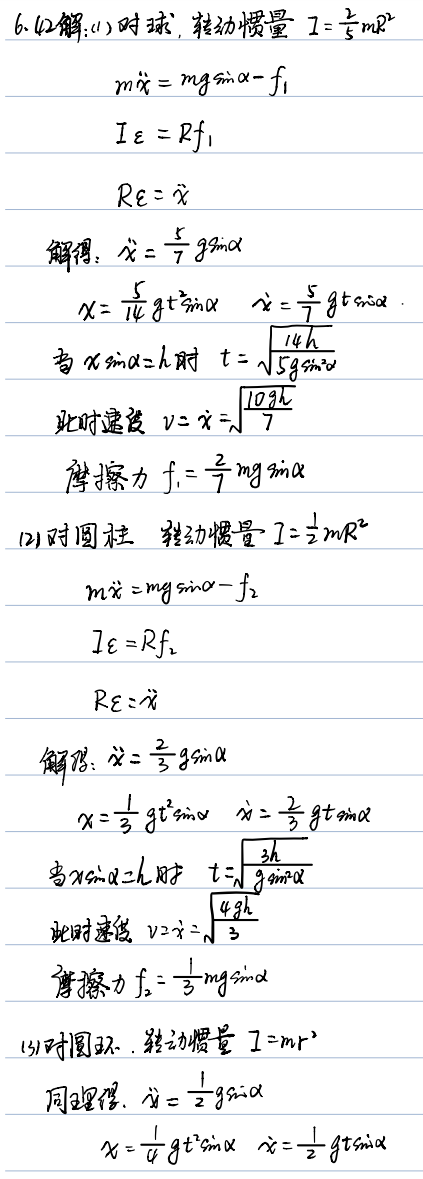 6.42解:(1)对球,转动惯量 I=2/5 mR²
mẍ=mg sinα-f₁
Iε=Rf₁
Rε=ẍ
解得: ẍ=5/7 g sinα
x=5/14 gt² sinα ẋ=5/7 gt sinα.
当 x sinα=h 时 t=√(14h/(5g sin²α))
此时速度 v=ẋ=√(10gh/7)
摩擦力 f₁=2/7 mg sinα
(2)对圆柱 转动惯量 I=1/2 mR²
mẍ=mg sinα-f₂
Iε=Rf₂
Rε=ẍ
解得: ẍ=2/3 g sinα
x=1/3 gt² sinα ẋ=2/3 gt sinα
当 x sinα=h 时 t=√(3h/(g sin²α))
此时速度 v=ẋ=√(4gh/3)
摩擦力 f₂=1/3 mg sinα
(3)对圆环.转动惯量 I=mr²
同理得. ẍ=1/2 g sinα
x=1/4 gt² sinα ẋ=1/2 gt sinα